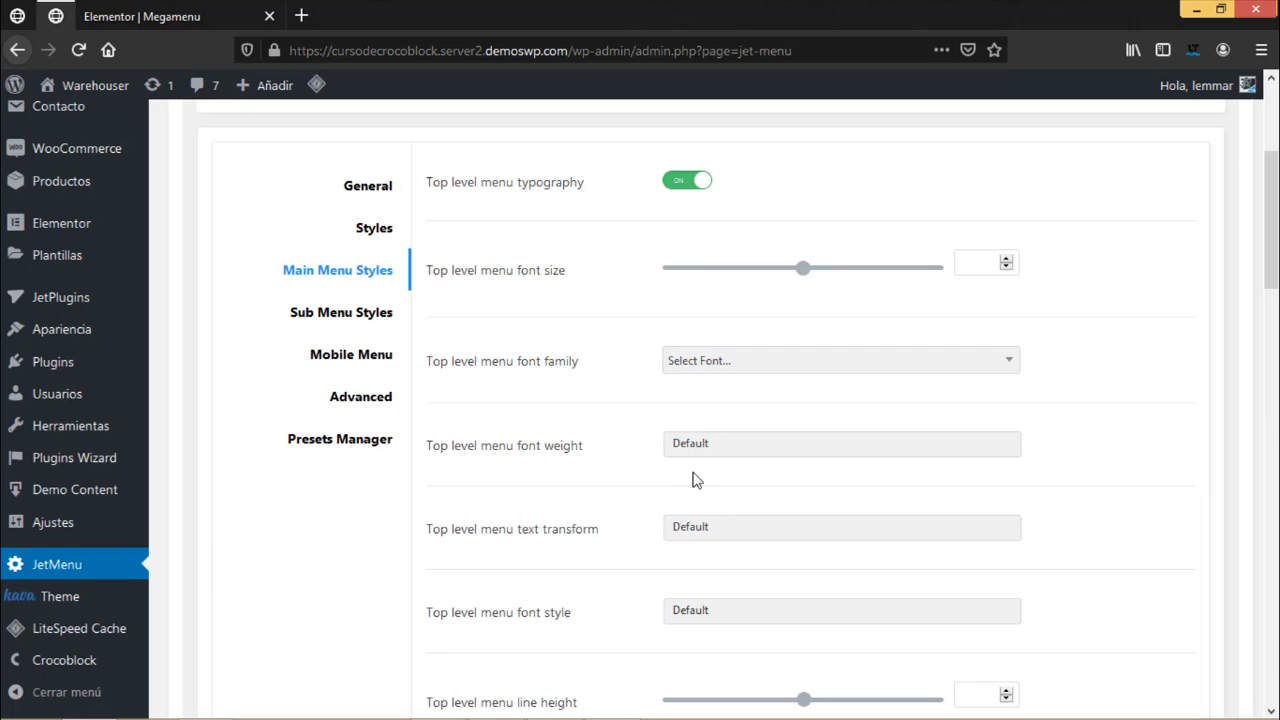 Elementor | Megamenu
https://cursodecrocoblock.server2.demoswp.com/wp-admin/admin.php?page=jet-menu
Warehouser
1
7
Añadir
Hola, lemmar
Contacto
WooCommerce
Productos
Elementor
Plantillas
JetPlugins
Apariencia
Plugins
Usuarios
Herramientas
Plugins Wizard
Demo Content
Ajustes
JetMenu
kava Theme
LiteSpeed Cache
Crocoblock
Cerrar menú
General
Styles
Main Menu Styles
Sub Menu Styles
Mobile Menu
Advanced
Presets Manager
Top level menu typography
ON
Top level menu font size
Top level menu font family
Select Font...
Top level menu font weight
Default
Top level menu text transform
Default
Top level menu font style
Default
Top level menu line height